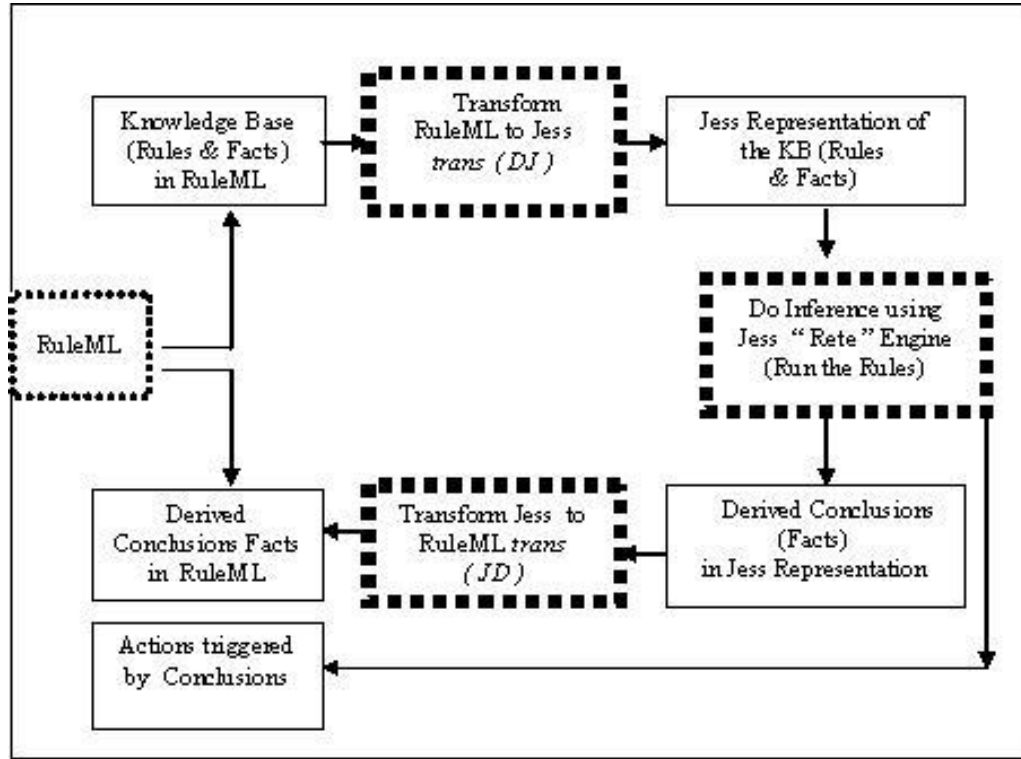 Knowledge Base
(Rules & Facts)
in RuleML
Transform
RuleML to Jess
trans (DJ)
Jess Representation of
the KB (Rules
& Facts)
RuleML
Do Inference using
Jess “Rete” Engine
(Run the Rules)
Derived
Conclusions Facts
in RuleML
Transform Jess to
RuleML trans
(JD)
Derived Conclusions
(Facts)
in Jess Representation
Actions triggered
by Conclusions